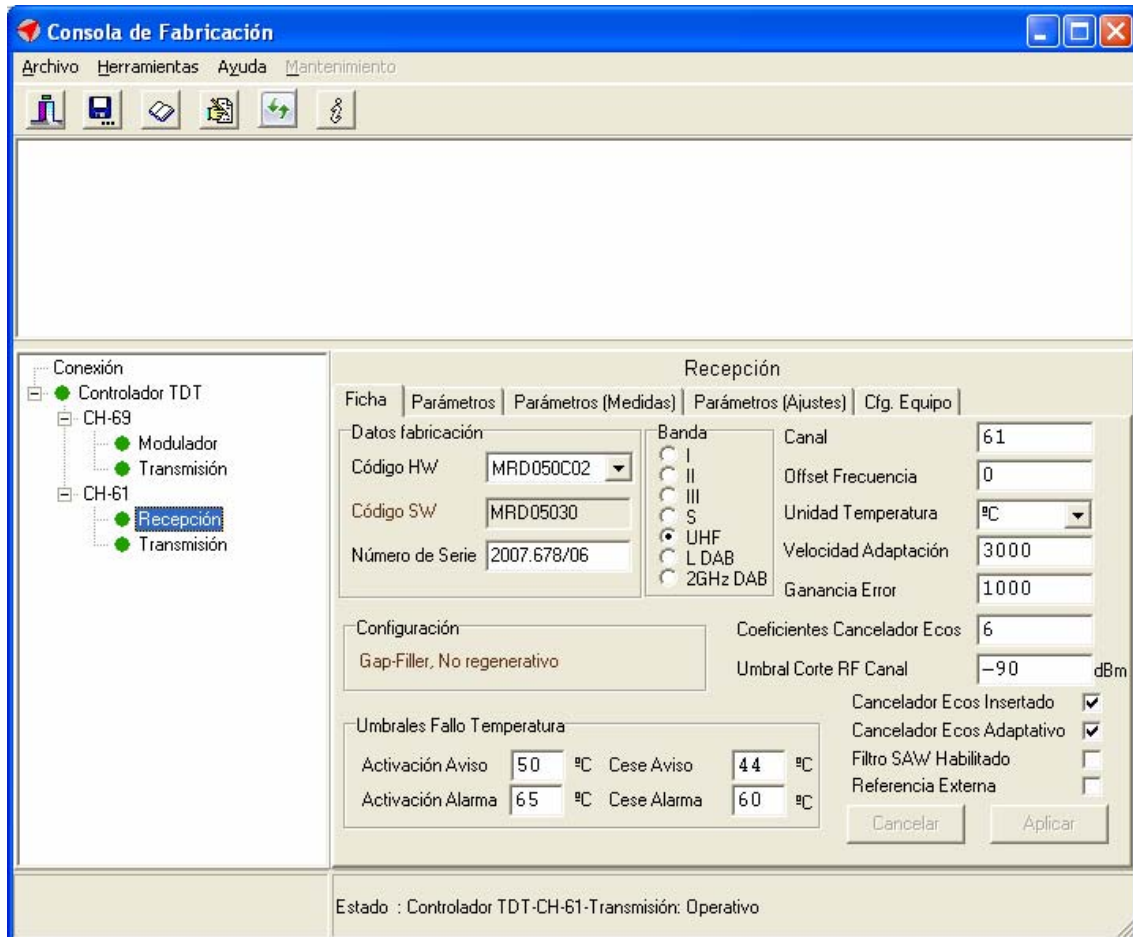 Consola de Fabricación
Archivo Herramientas Ayuda Mantenimiento
Conexión
Controlador TDT
CH-69
Modulador
Transmisión
CH-61
Recepción
Transmisión
Recepción
Ficha Parámetros Parámetros (Medidas) Parámetros (Ajustes) Cfg. Equipo
Datos fabricación
Código HW MRD050C02
Código SW MRD05030
Número de Serie 2007.678/06
Banda
I
II
III
S
UHF
L DAB
2GHz DAB
Canal 61
Offset Frecuencia 0
Unidad Temperatura ºC
Velocidad Adaptación 3000
Ganancia Error 1000
Configuración
Gap-Filler, No regenerativo
Coeficientes Cancelador Ecos 6
Umbral Corte RF Canal -90 dBm
Umbrales Fallo Temperatura
Activación Aviso 50 ºC Cese Aviso 44 ºC
Activación Alarma 65 ºC Cese Alarma 60 ºC
Cancelador Ecos Insertado
Cancelador Ecos Adaptativo
Filtro SAW Habilitado
Referencia Externa
Cancelar Aplicar
Estado : Controlador TDT-CH-61-Transmisión: Operativo